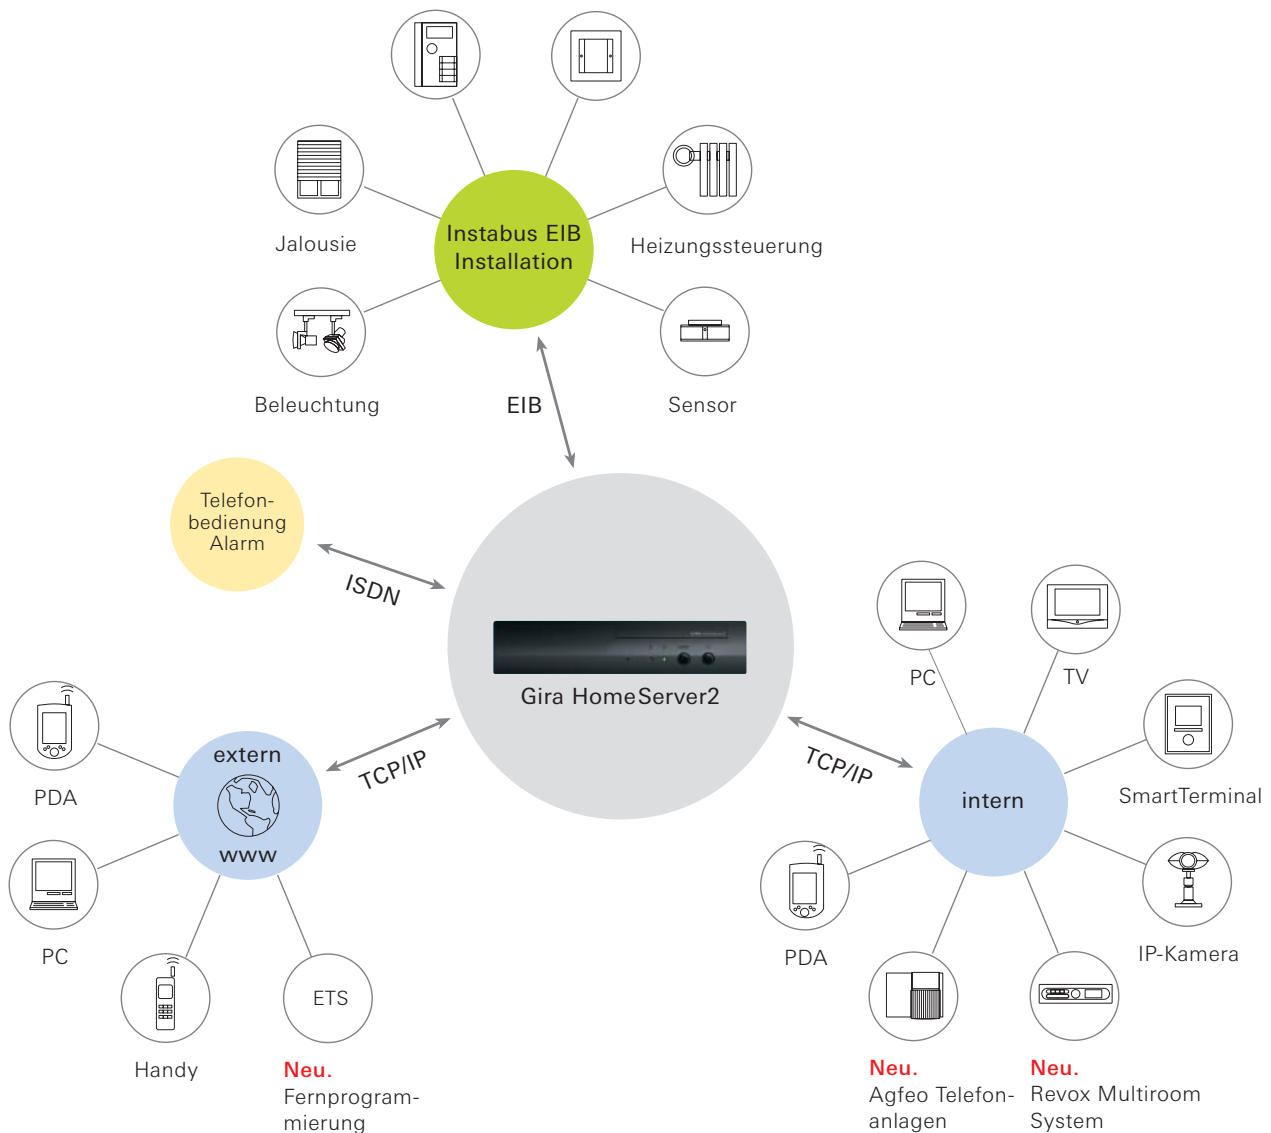 Jalousie
Instabus EIB
Installation
Heizungssteuerung
Beleuchtung
EIB
Sensor
Telefon-
bedienung
Alarm
ISDN
Gira HomeServer2
PC
TV
extern
www
TCP/IP
TCP/IP
intern
SmartTerminal
PDA
PC
PDA
IP-Kamera
Handy
ETS
Neu.
Fernprogram-
mierung
Neu.
Agfeo Telefon-
anlagen
Neu.
Revox Multiroom
System